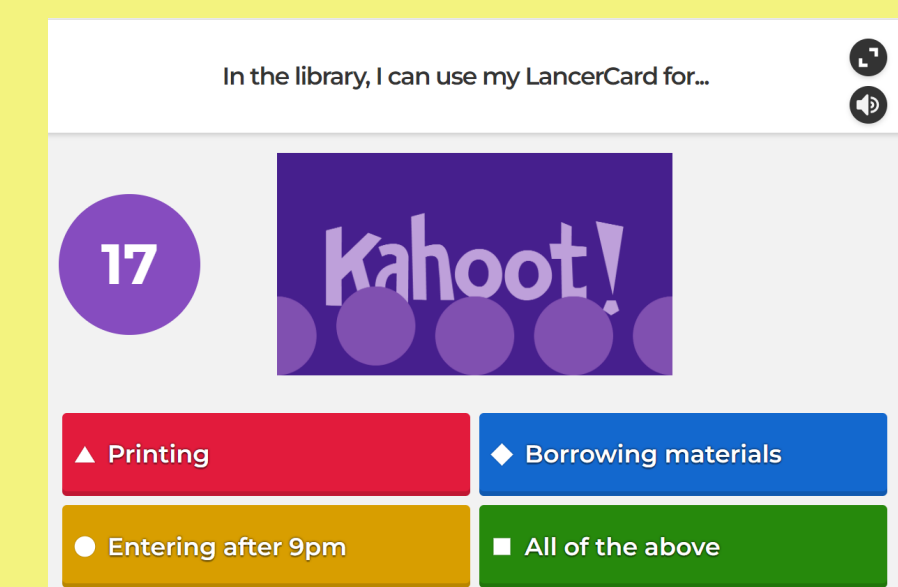 In the library, I can use my LancerCard for...
17
Kahoot!
Printing
Borrowing materials
Entering after 9pm
All of the above